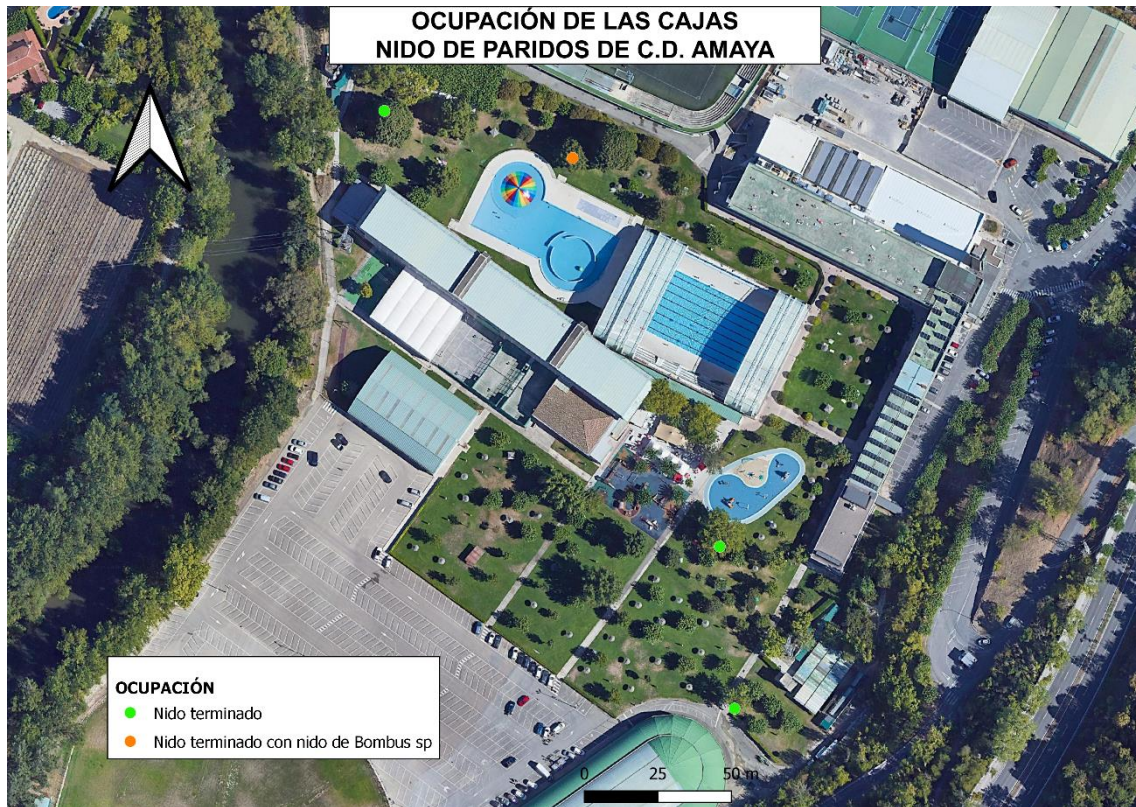 OCUPACIÓN DE LAS CAJAS
NIDO DE PARIDOS DE C.D. AMAYA
OCUPACIÓN
Nido terminado
Nido terminado con nido de Bombus sp
0 25 50 m